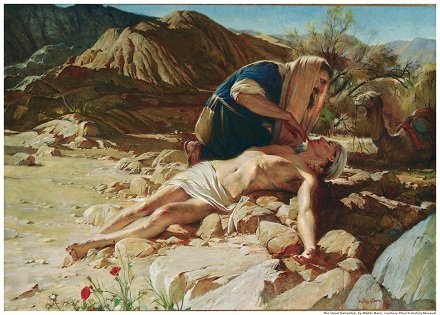 The Good Samaritan, by Walter Rane, courtesy Church History Museum